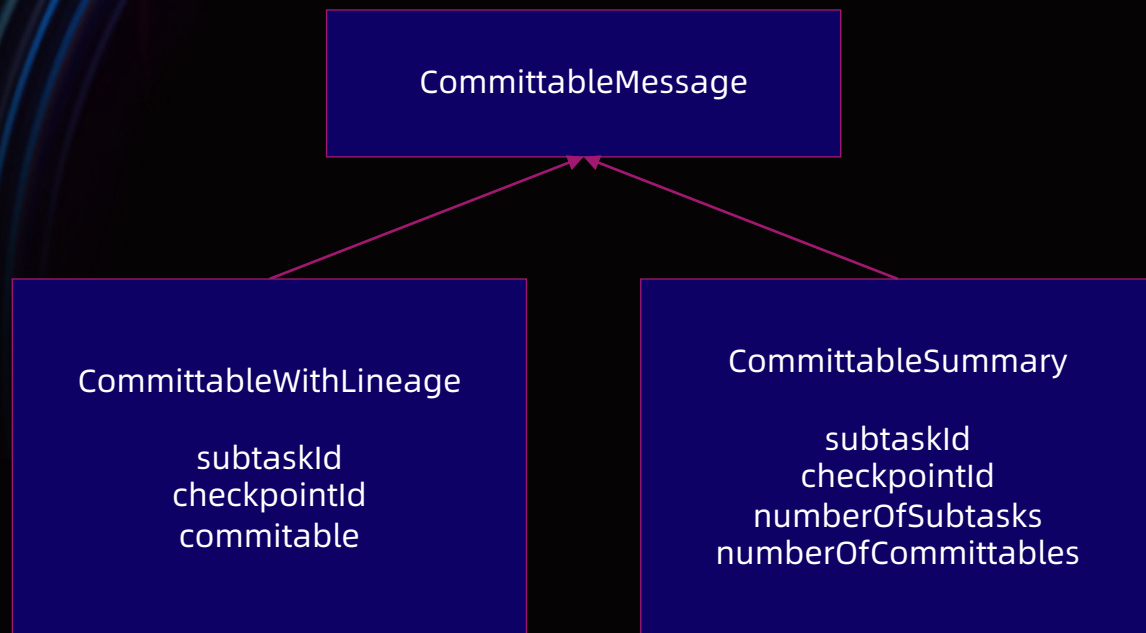 CommittableMessage
CommittableWithLineage
subtaskId
checkpointId
commitable
CommittableSummary
subtaskId
checkpointId
numberOfSubtasks
numberOfCommittables